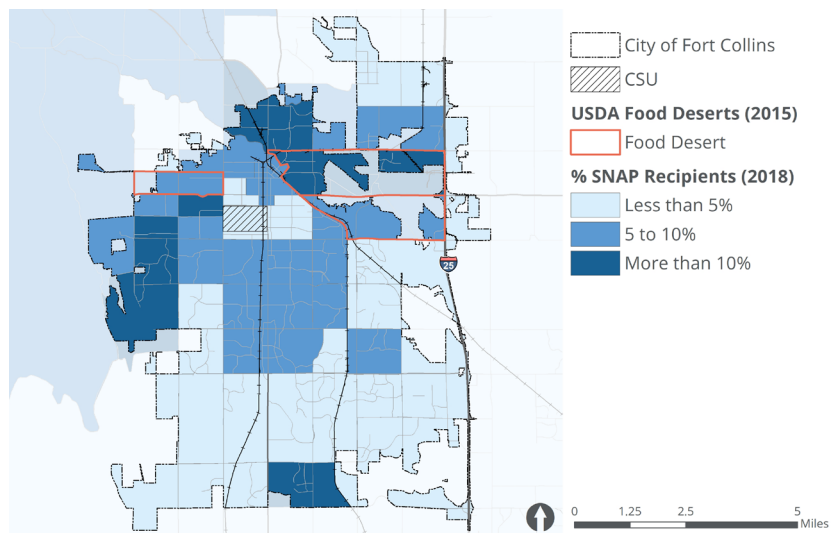 City of Fort Collins
CSU
USDA Food Deserts (2015)
Food Desert
% SNAP Recipients (2018)
Less than 5%
5 to 10%
More than 10%
25
0 1.25 2.5 5
Miles